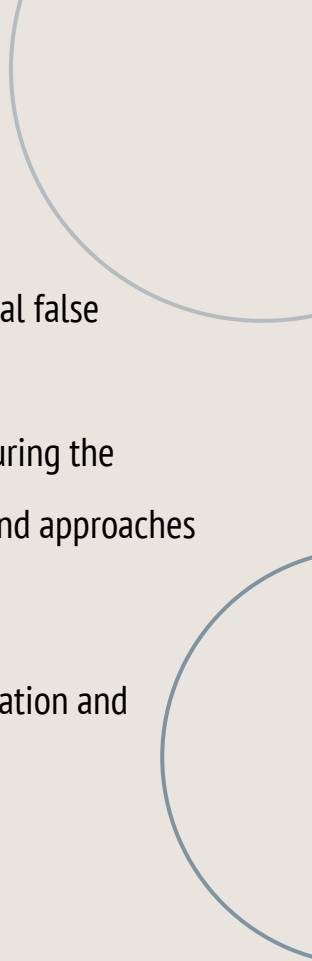 al false
uring the
nd approaches
ation and